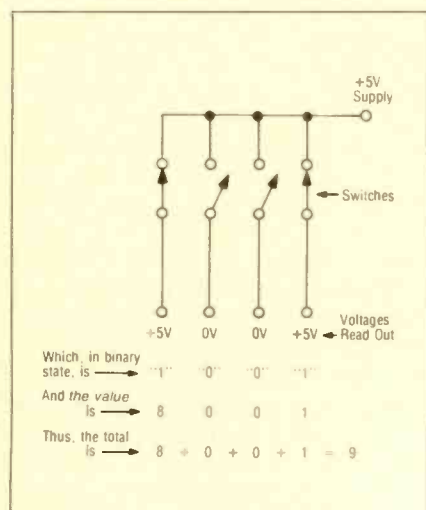 +5V
Supply
Switches
+5V 0V 0V +5V
Voltages
Read Out
Which, in binary
state, is "1" "0" "0" "1"
And the value
is 8 0 0 1
Thus, the total
is 8 + 0 + 0 + 1 = 9